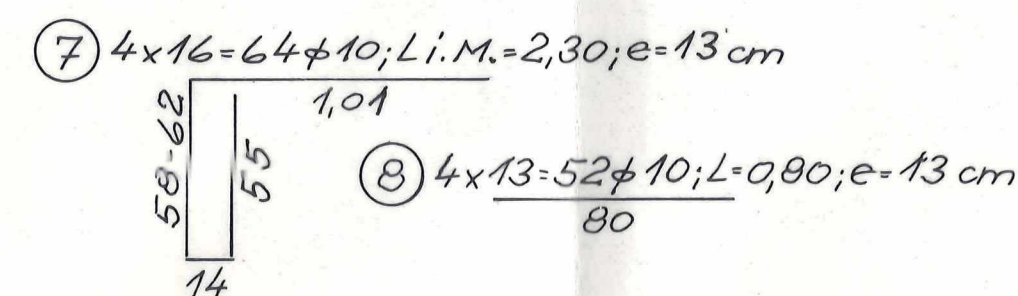 7 4x16=64ϕ10; L i.M.=2,30; e=13 cm
1,01
58-62
55
14
8 4x13=52ϕ10; L=0,80; e=13 cm
80